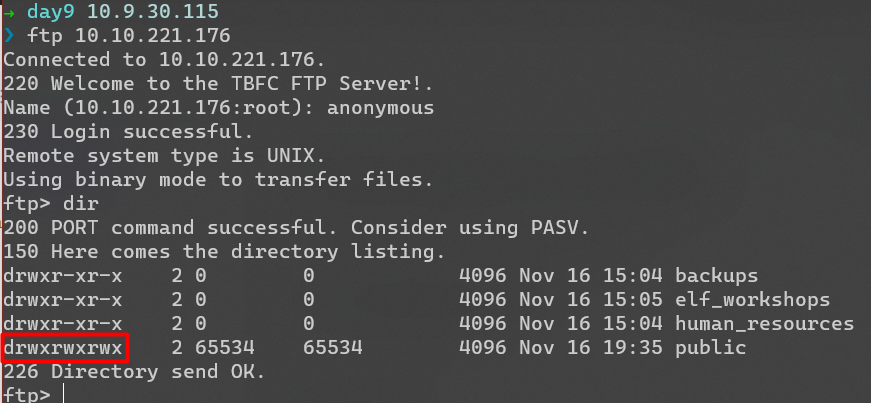 → day9 10.9.30.115
❯ ftp 10.10.221.176
Connected to 10.10.221.176.
220 Welcome to the TBFC FTP Server!.
Name (10.10.221.176:root): anonymous
230 Login successful.
Remote system type is UNIX.
Using binary mode to transfer files.
ftp> dir
200 PORT command successful. Consider using PASV.
150 Here comes the directory listing.
drwxr-xr-x    2 0        0            4096 Nov 16 15:04 backups
drwxr-xr-x    2 0        0            4096 Nov 16 15:05 elf_workshops
drwxr-xr-x    2 0        0            4096 Nov 16 15:04 human_resources
drwxrwxrwx    2 65534    65534        4096 Nov 16 19:35 public
226 Directory send OK.
ftp>